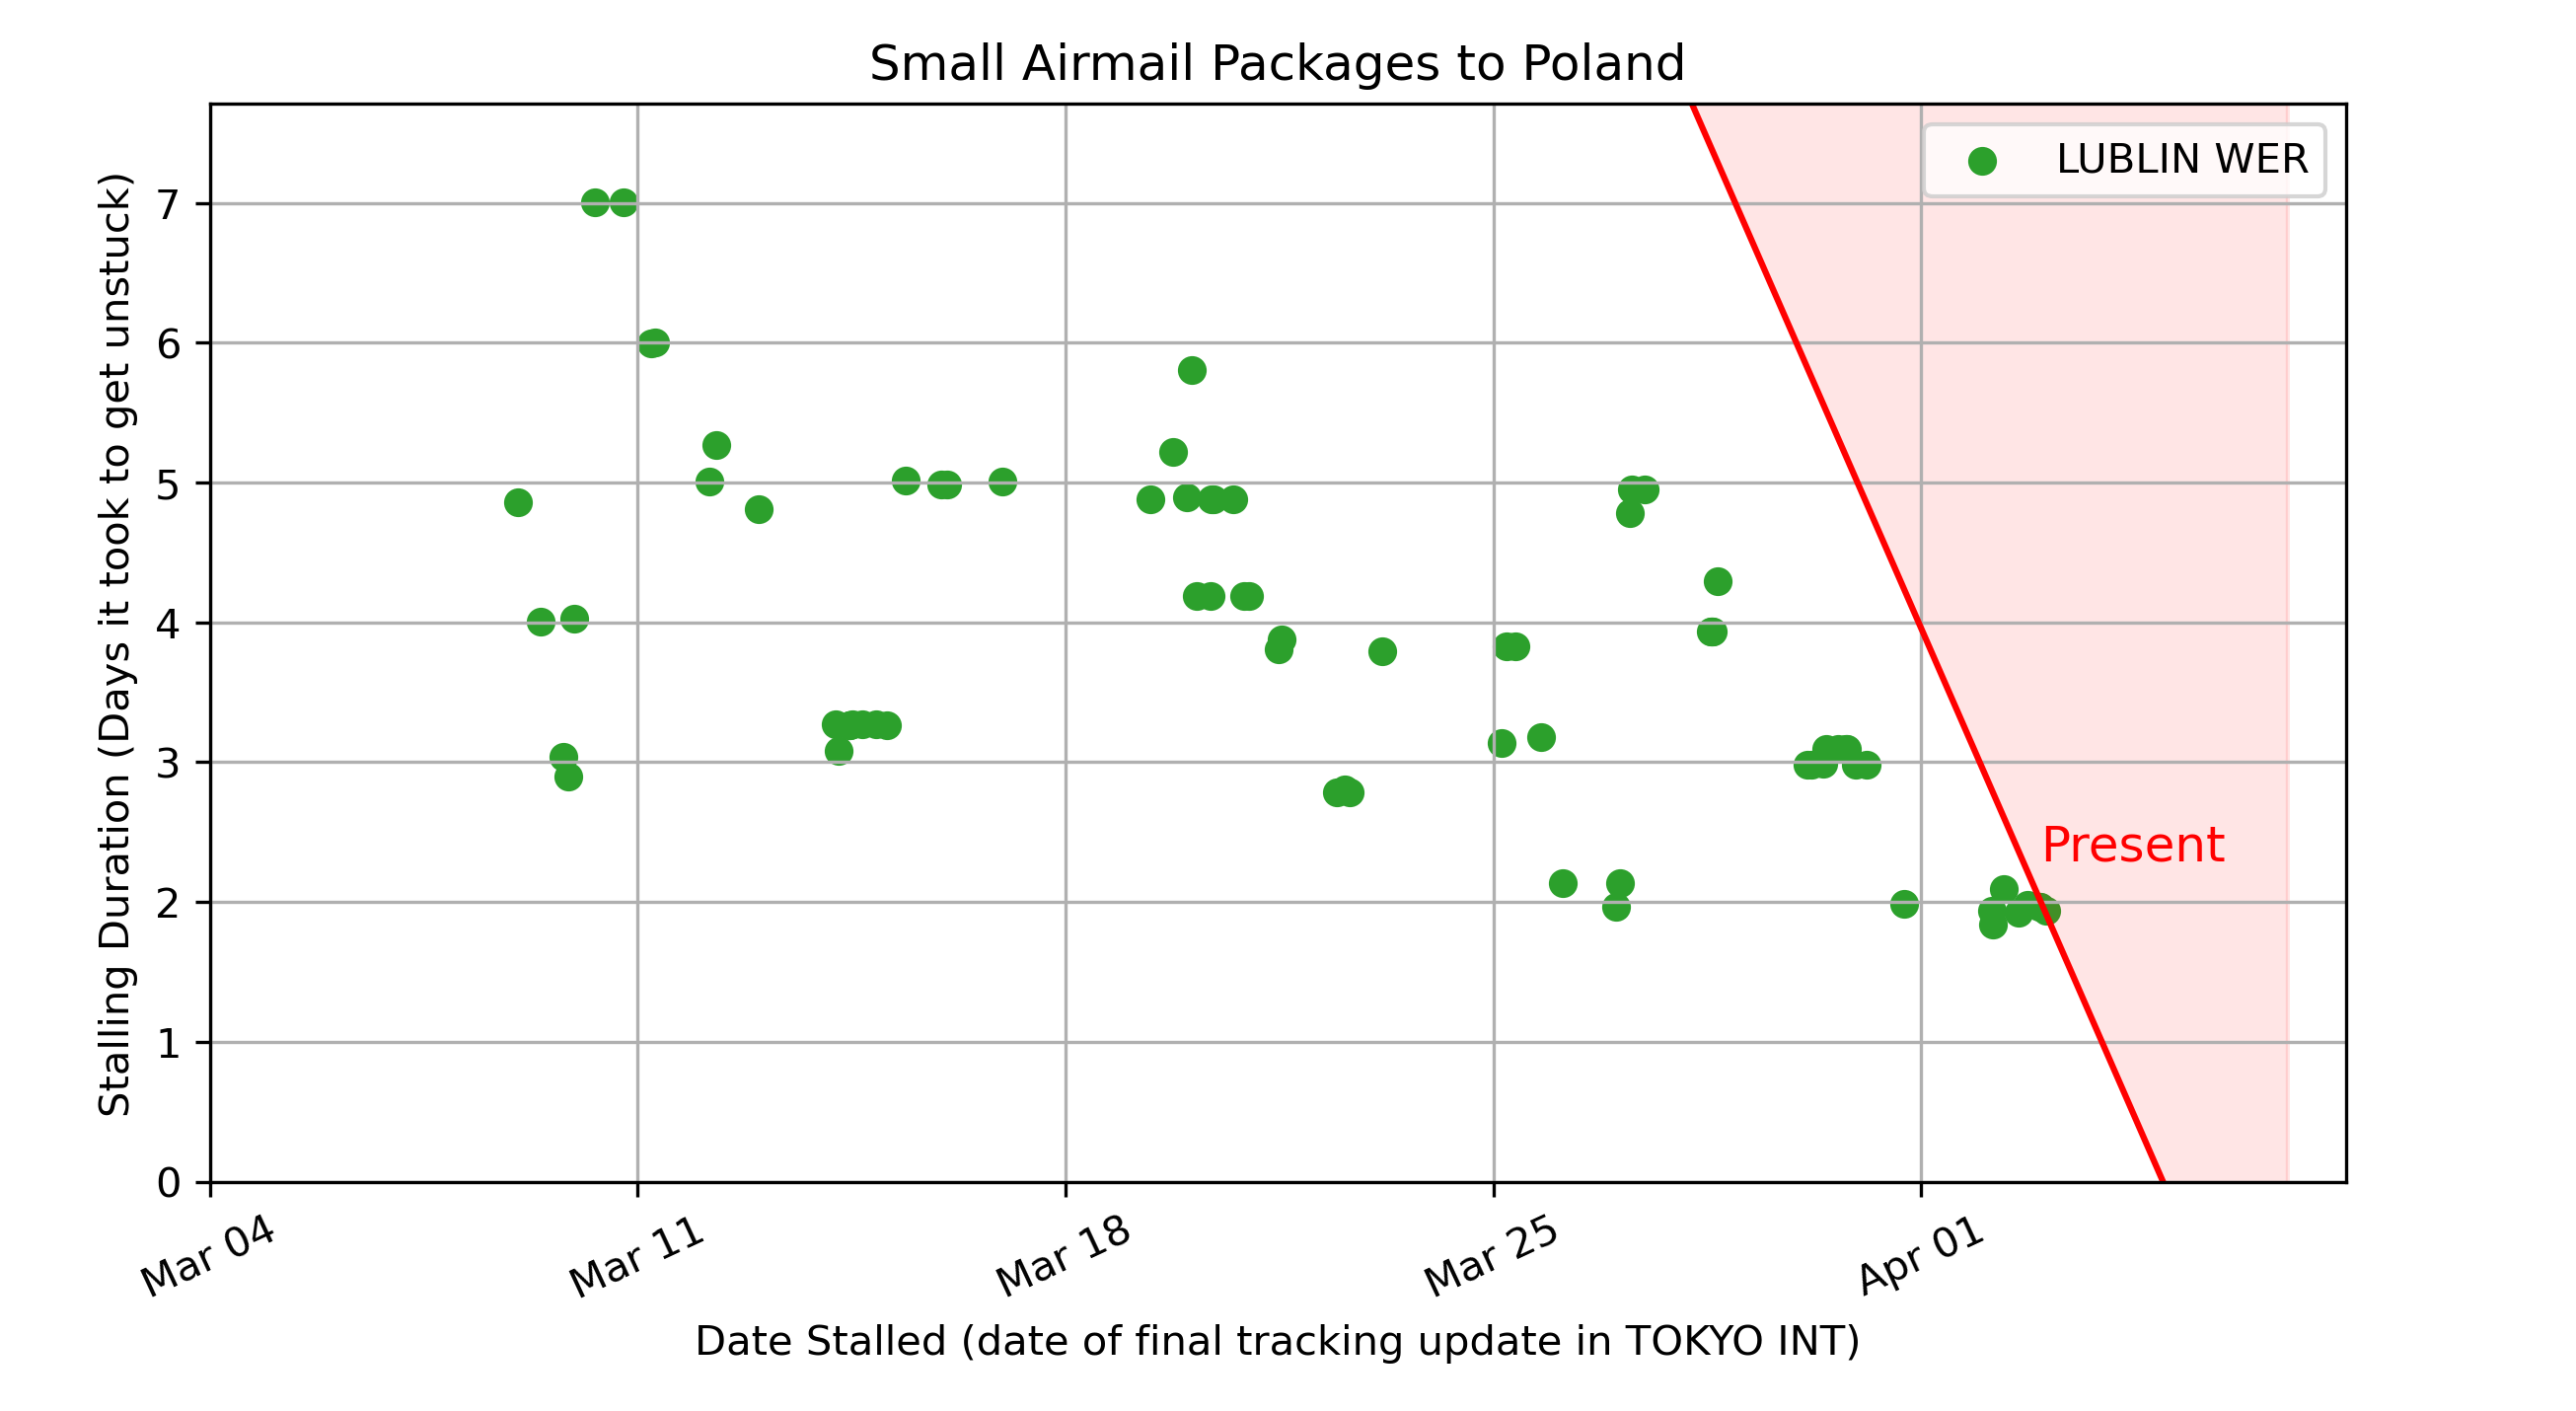 Small Airmail Packages to Poland
LUBLIN WER
Stalling Duration (Days it took to get unstuck)
7
6
5
4
3
2
1
0
Present
Mar 04
Mar 11
Mar 18
Mar 25
Apr 01
Date Stalled (date of final tracking update in TOKYO INT)